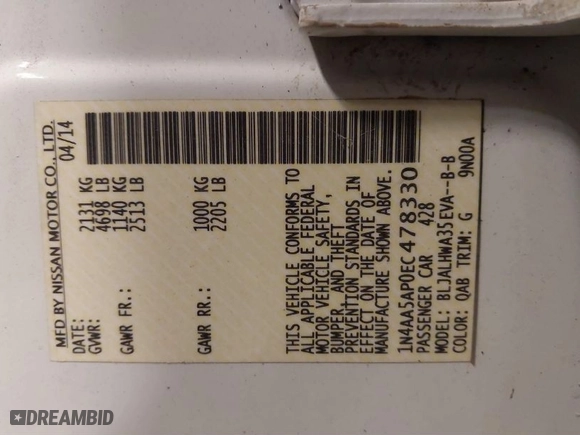 MFD BY NISSAN MOTOR CO., LTD.
DATE: 04/14
GVWR: 2131 KG
4698 LB
GAWR FR.: 1140 KG
2513 LB
GAWR RR.: 1000 KG
2205 LB
THIS VEHICLE CONFORMS TO
ALL APPLICABLE FEDERAL
MOTOR VEHICLE SAFETY,
BUMPER, AND THEFT
PREVENTION STANDARDS IN
EFFECT ON THE DATE OF
MANUFACTURE SHOWN ABOVE.
1N4AA5AP0EC478330
PASSENGER CAR 428
MODEL: BLJALHWA35EVA--B-B
COLOR: QAB TRIM: G 9N00A
DREAMBID